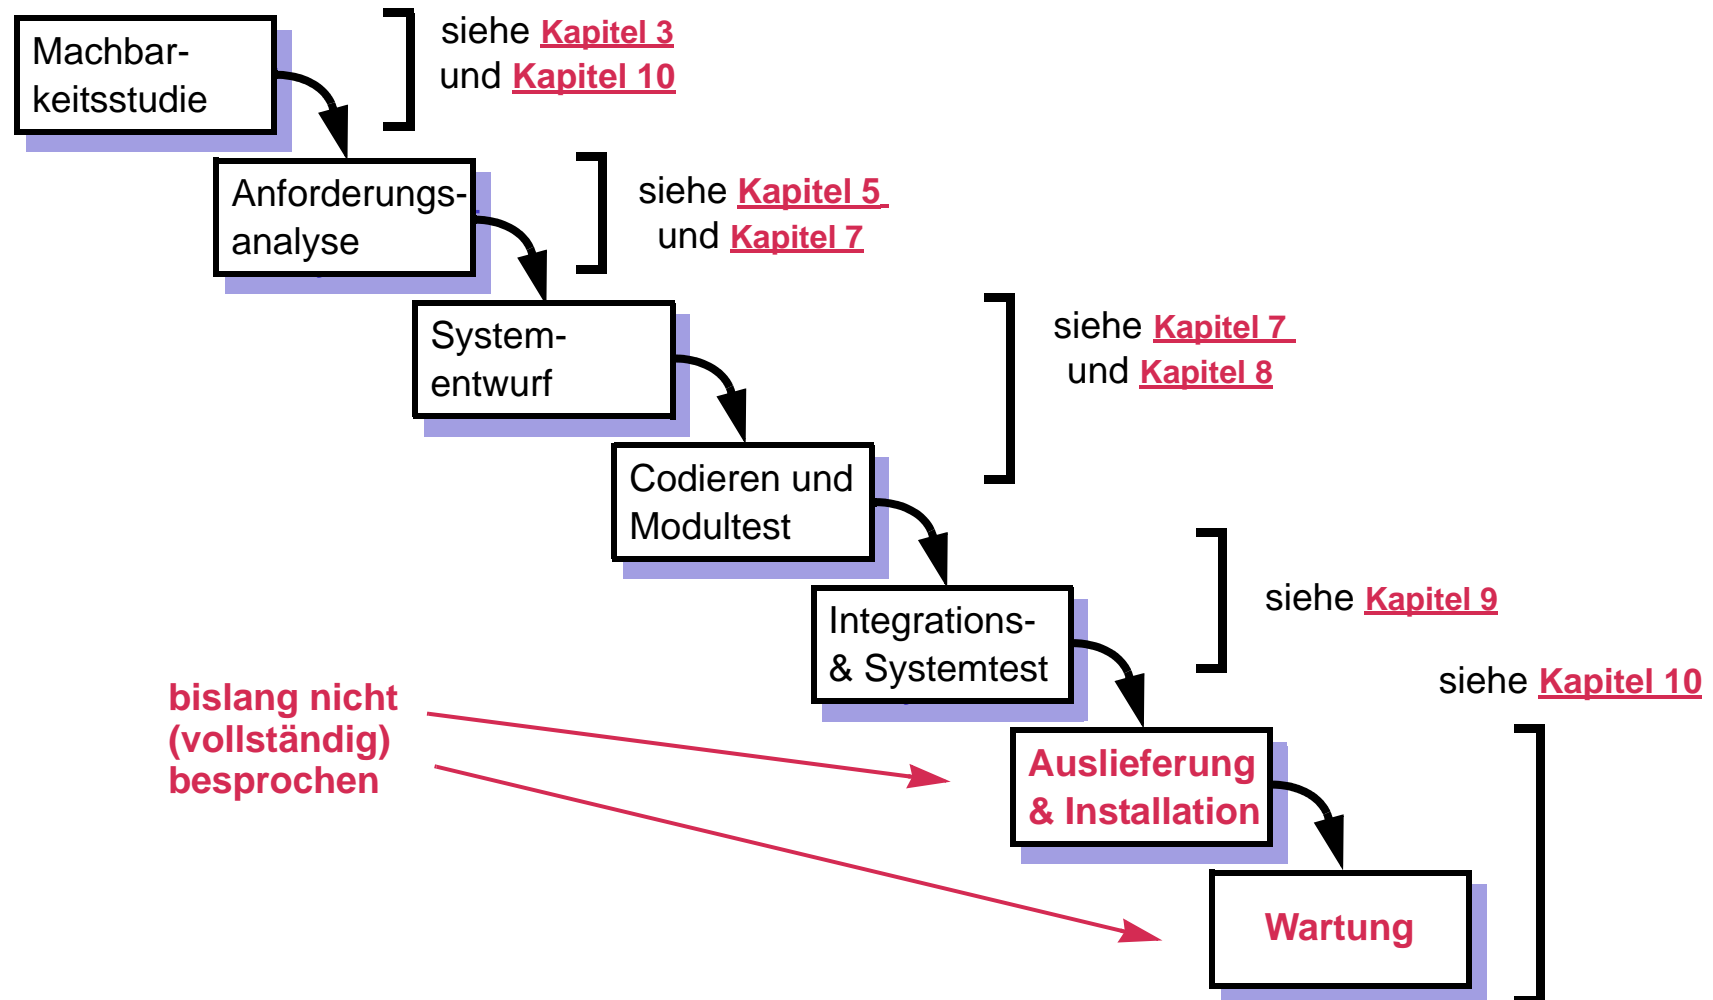 Machbar-
keitsstudie
siehe Kapitel 3
und Kapitel 10
Anforderungs-
analyse
siehe Kapitel 5
und Kapitel 7
System-
entwurf
siehe Kapitel 7
und Kapitel 8
Codieren und
Modultest
Integrations-
& Systemtest
siehe Kapitel 9
bislang nicht
(vollständig)
besprochen
siehe Kapitel 10
Auslieferung
& Installation
Wartung